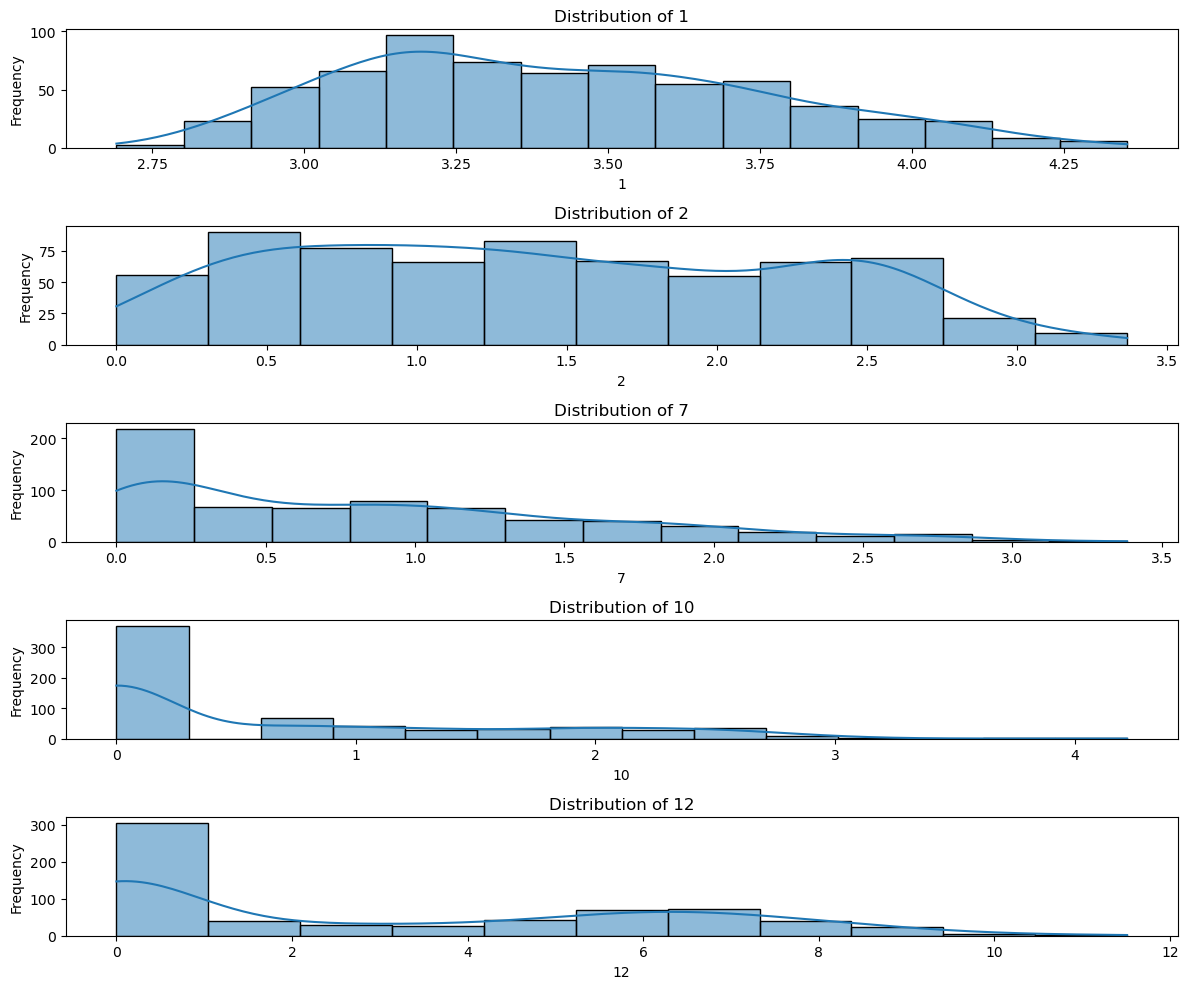 Distribution of 1
100
50
0
Frequency
2.75 3.00 3.25 3.50 3.75 4.00 4.25
1
Distribution of 2
75
50
25
0
Frequency
0.0 0.5 1.0 1.5 2.0 2.5 3.0 3.5
2
Distribution of 7
200
100
0
Frequency
0.0 0.5 1.0 1.5 2.0 2.5 3.0 3.5
7
Distribution of 10
300
200
100
0
Frequency
0 1 2 3 4
10
Distribution of 12
300
200
100
0
Frequency
0 2 4 6 8 10 12
12